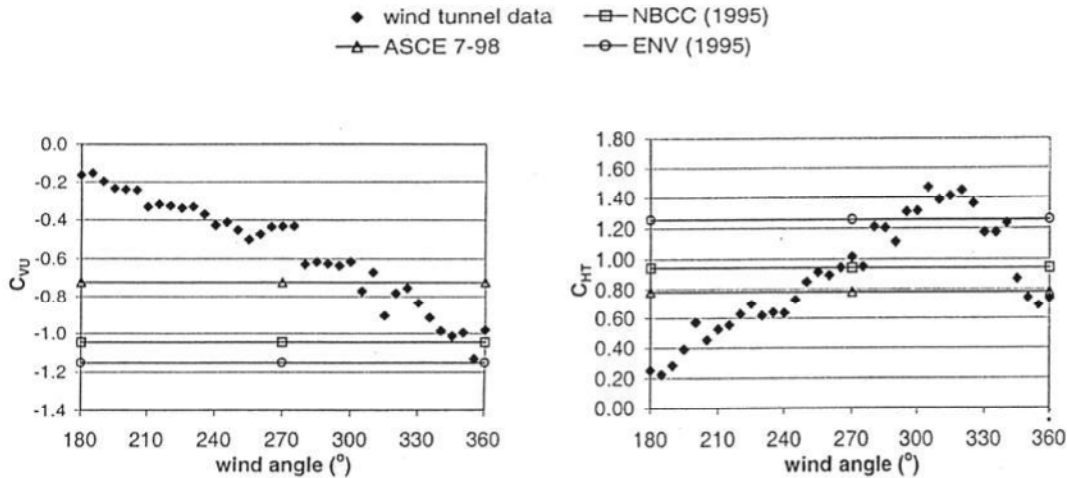 wind tunnel data
NBCC (1995)
ASCE 7-98
ENV (1995)
0.0
-0.2
-0.4
-0.6
-0.8
-1.0
-1.2
-1.4
CVU
180 210 240 270 300 330 360
wind angle (o)
1.80
1.60
1.40
1.20
1.00
0.80
0.60
0.40
0.20
0.00
CHT
180 210 240 270 300 330 360
wind angle (o)